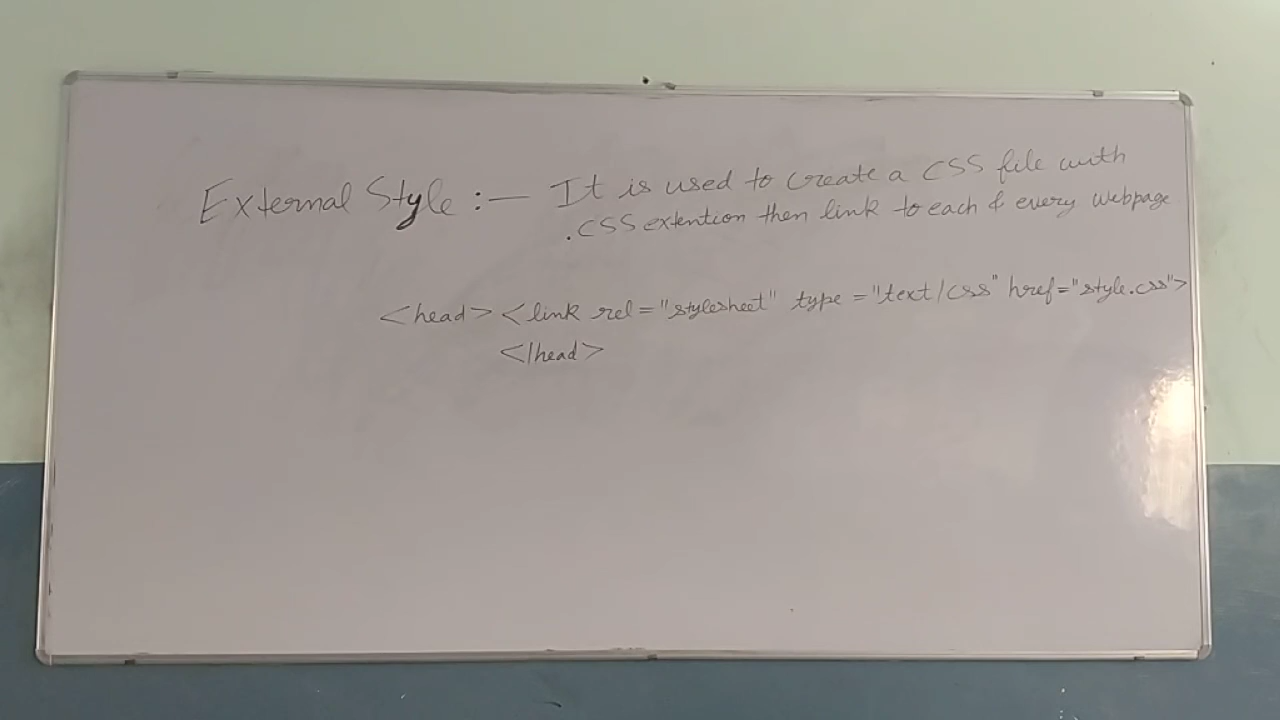 External Style :— It is used to create a CSS file with
.CSS extention then link to each & every webpage
<head> <link rel="stylesheet" type="text/css" href="style.css">
</head>